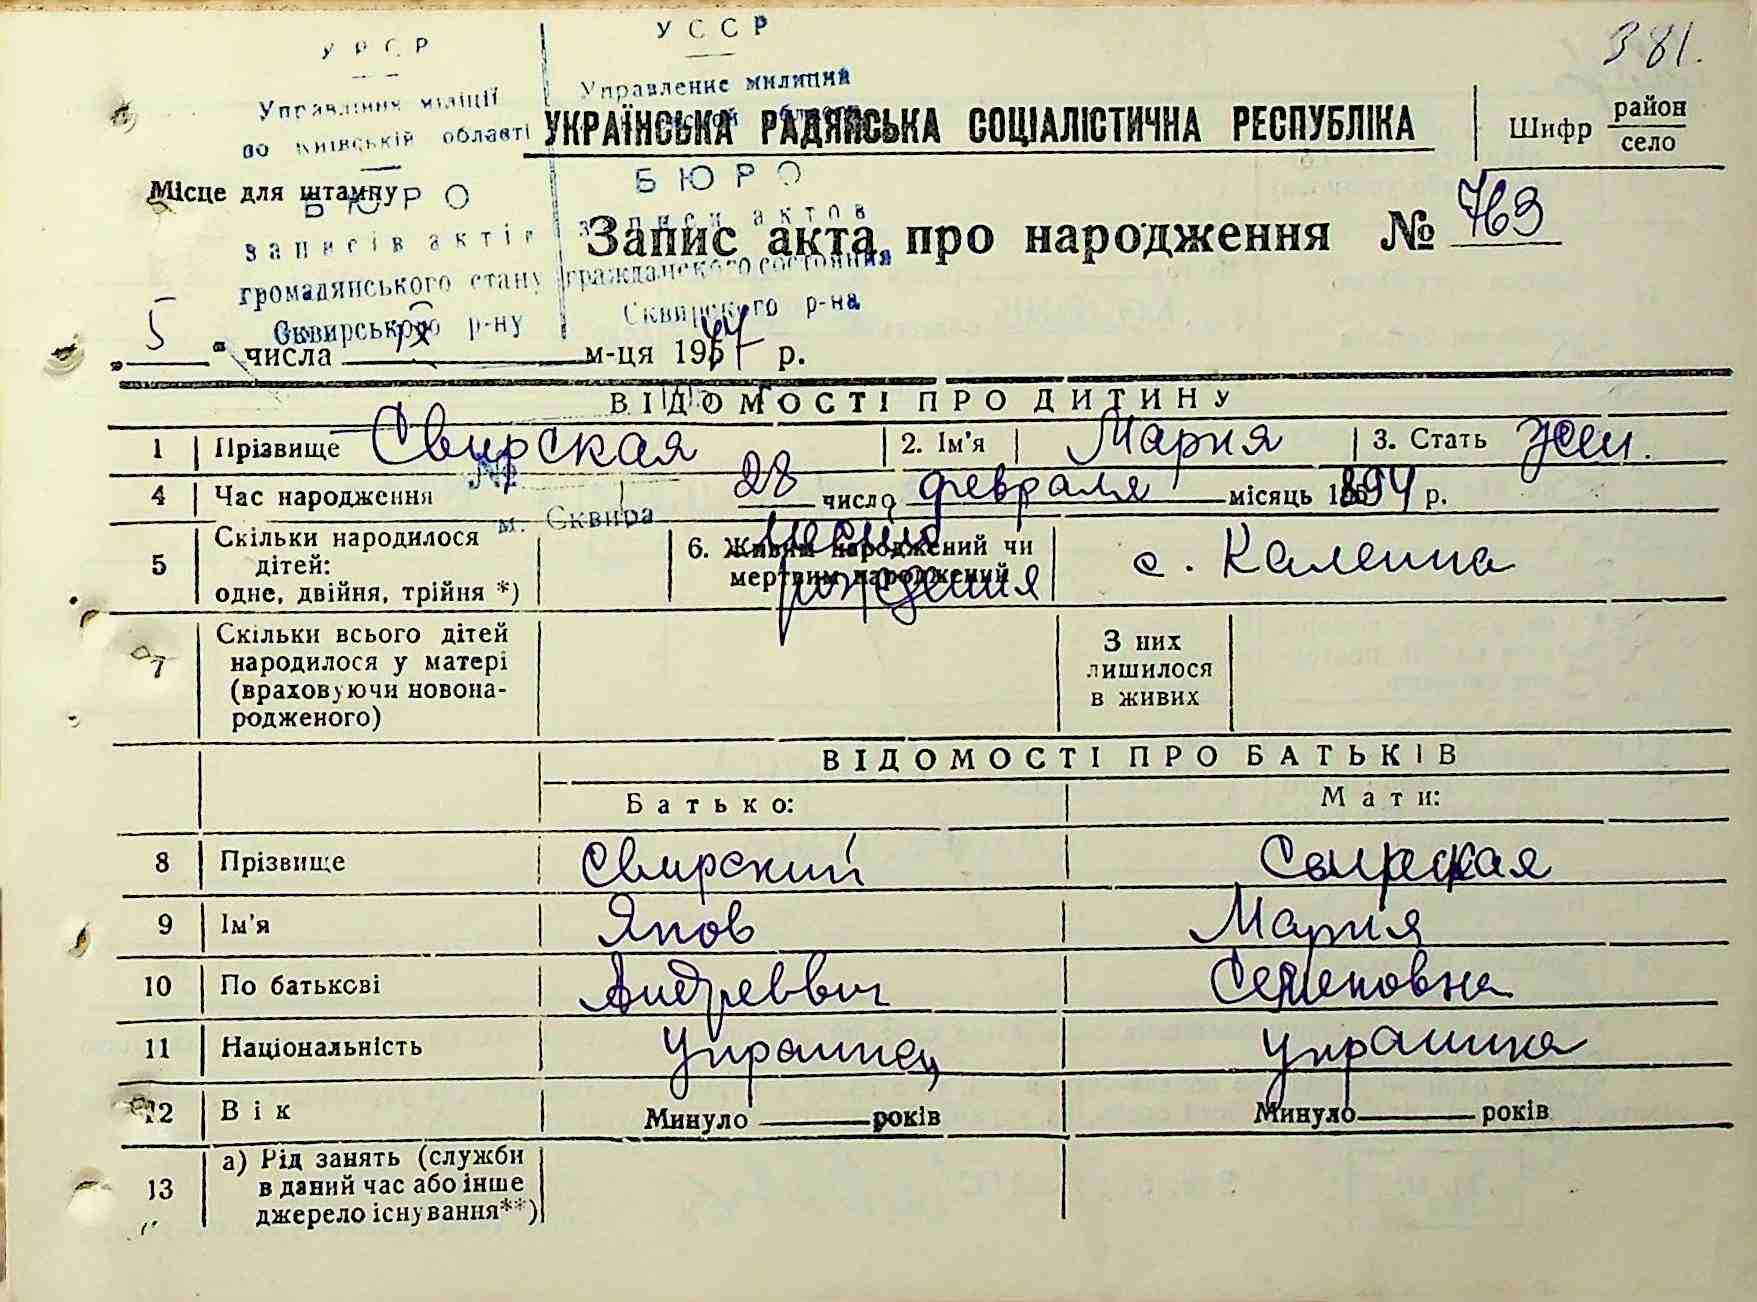 381.
УРСР
Управління міліції
по Київській області
БЮРО
записів актів
громадянського стану
Сквирського р-ну
УССР
Управление милиции
БЮРО
записи актов
гражданского состояния
Сквирского р-на
УКРАЇНСЬКА РАДЯНСЬКА СОЦІАЛІСТИЧНА РЕСПУБЛІКА
Шифр район
село
Місце для штампу
Запис акта про народження № 763
„ 5 " числа IX м-ця 1957 р.
ВІДОМОСТІ ПРО ДИТИНУ
1 Прізвище Свирская 2. Ім'я Мария 3. Стать жен.
4 Час народження 28 число февраля місяць 1894 р.
№
м. Сквира
5 Скільки народилося
дітей:
одне, двійня, трійня *)
6. Живим народжений чи
мертвим народжений
место
рождения
с. Каленна
7 Скільки всього дітей
народилося у матері
(враховуючи новона-
родженого)
З них
лишилося
в живих
ВІДОМОСТІ ПРО БАТЬКІВ
Батько: Мати:
8 Прізвище Свирский Свирская
9 Ім'я Яков Мария
10 По батькові Андреевич Семеновна
11 Національність украинец украинка
12 Вік Минуло років Минуло років
13 а) Рід занять (служби
в даний час або інше
джерело існування**)